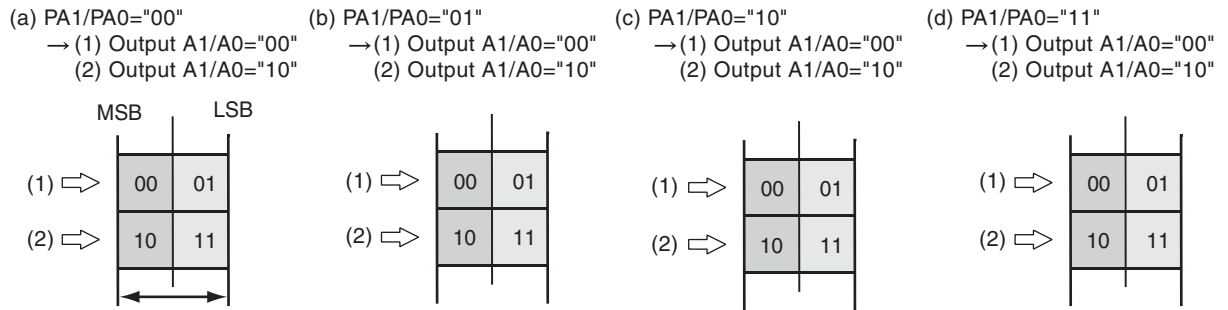 (a) PA1/PA0="00"
→ (1) Output A1/A0="00"
(2) Output A1/A0="10"
MSB LSB
(1) 00 01
(2) 10 11
(b) PA1/PA0="01"
→ (1) Output A1/A0="00"
(2) Output A1/A0="10"
(1) 00 01
(2) 10 11
(c) PA1/PA0="10"
→ (1) Output A1/A0="00"
(2) Output A1/A0="10"
(1) 00 01
(2) 10 11
(d) PA1/PA0="11"
→ (1) Output A1/A0="00"
(2) Output A1/A0="10"
(1) 00 01
(2) 10 11